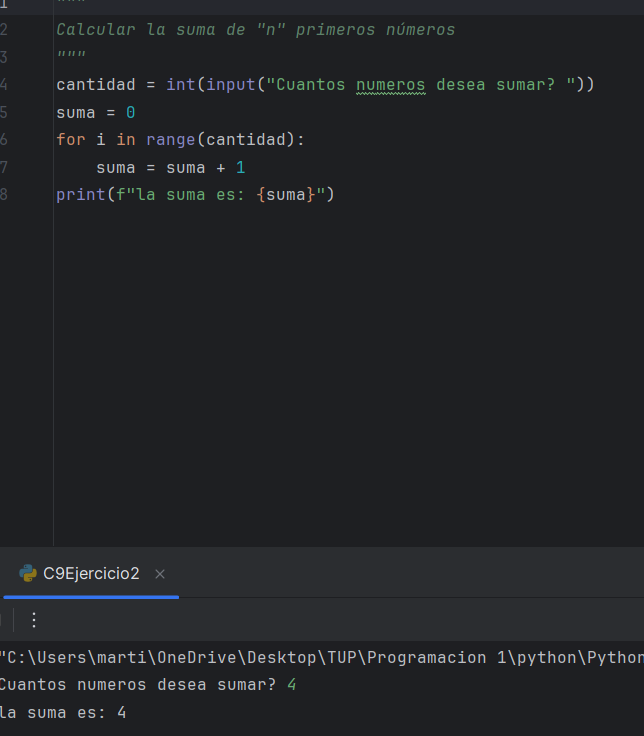 1 """
2 Calcular la suma de "n" primeros números
3 """
4 cantidad = int(input("Cuantos numeros desea sumar? "))
5 suma = 0
6 for i in range(cantidad):
7     suma = suma + 1
8 print(f"la suma es: {suma}")
C9Ejercicio2
"C:\Users\marti\OneDrive\Desktop\TUP\Programacion 1\python\Python
Cuantos numeros desea sumar? 4
la suma es: 4